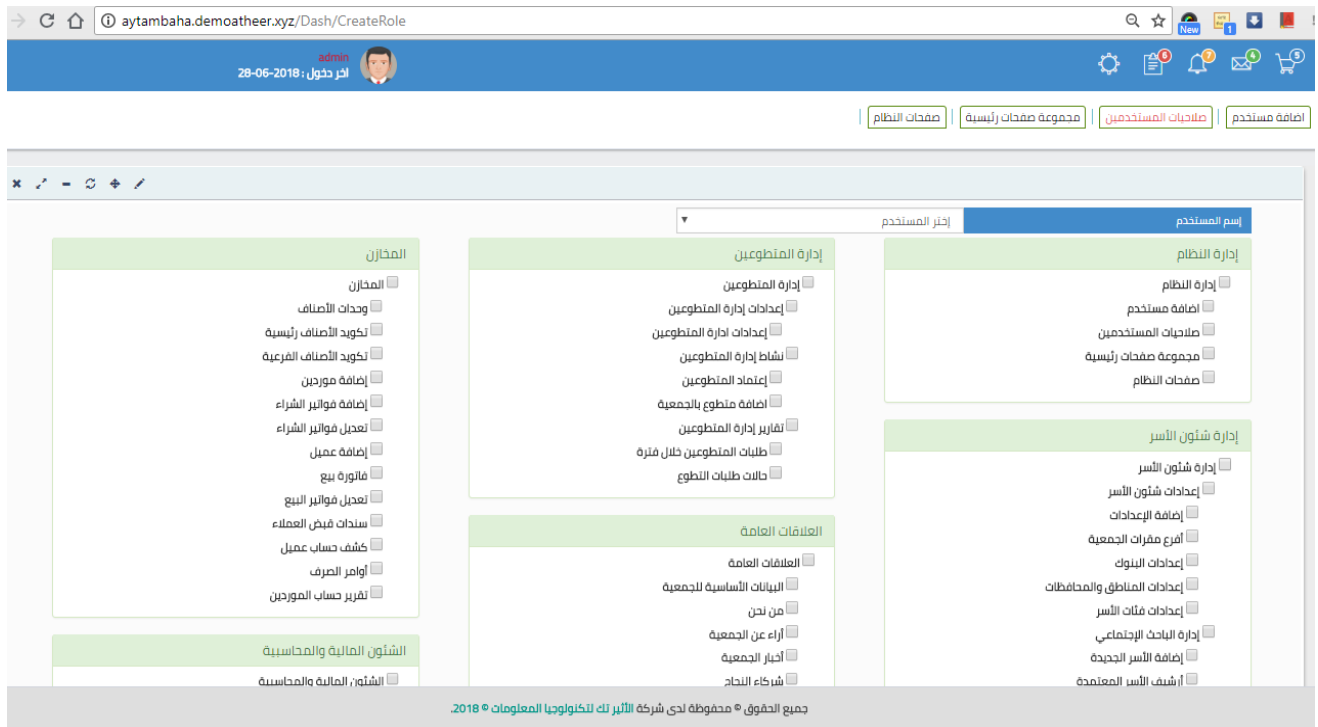 aytambaha.demoatheer.xyz/Dash/CreateRole
New
1
admin
اخر دخول : 2018-06-28
6
7
4
5
اضافة مستخدم | صلاحيات المستخدمين | مجموعة صفحات رئيسية | صفحات النظام |
إسم المستخدم
إختر المستخدم
إدارة النظام
إدارة النظام
اضافة مستخدم
صلاحيات المستخدمين
مجموعة صفحات رئيسية
صفحات النظام
إدارة شئون الأسر
إدارة شئون الأسر
إعدادات شئون الأسر
إضافة الإعدادات
أفرع مقرات الجمعية
إعدادات البنوك
إعدادات المناطق والمحافظات
إعدادات فئات الأسر
إدارة الباحث الإجتماعي
إضافة الأسر الجديدة
أرشيف الأسر المعتمدة
إدارة المتطوعين
إدارة المتطوعين
إعدادات إدارة المتطوعين
إعدادات ادارة المتطوعين
نشاط إدارة المتطوعين
إعتماد المتطوعين
اضافة متطوع بالجمعية
تقارير إدارة المتطوعين
طلبات المتطوعين خلال فترة
حالات طلبات التطوع
العلاقات العامة
العلاقات العامة
البيانات الأساسية للجمعية
من نحن
أراء عن الجمعية
أخبار الجمعية
شركاء النجاح
المخازن
المخازن
وحدات الأصناف
تكويد الأصناف رئيسية
تكويد الأصناف الفرعية
إضافة موردين
إضافة فواتير الشراء
تعديل فواتير الشراء
إضافة عميل
فاتورة بيع
تعديل فواتير البيع
سندات قبض العملاء
كشف حساب عميل
أوامر الصرف
تقرير حساب الموردين
الشئون المالية والمحاسبية
الشئون المالية والمحاسبية
جميع الحقوق © محفوظة لدى شركة الأثير تك لتكنولوجيا المعلومات © 2018.